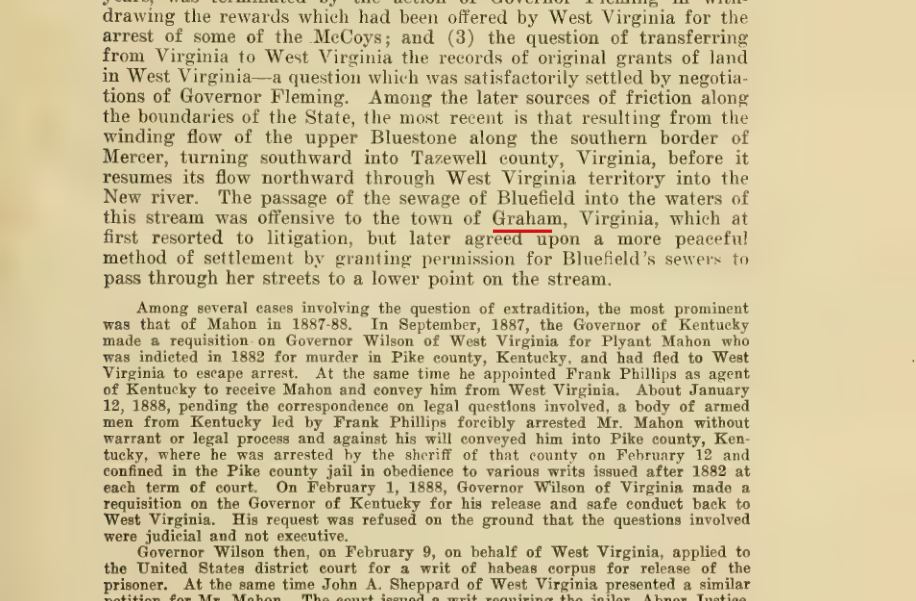 years, was terminated by the action of Governor Fleming in with-
drawing the rewards which had been offered by West Virginia for the
arrest of some of the McCoys; and (3) the question of transferring
from Virginia to West Virginia the records of original grants of land
in West Virginia—a question which was satisfactorily settled by negotia-
tions of Governor Fleming. Among the later sources of friction along
the boundaries of the State, the most recent is that resulting from the
winding flow of the upper Bluestone along the southern border of
Mercer, turning southward into Tazewell county, Virginia, before it
resumes its flow northward through West Virginia territory into the
New river. The passage of the sewage of Bluefield into the waters of
this stream was offensive to the town of Graham, Virginia, which at
first resorted to litigation, but later agreed upon a more peaceful
method of settlement by granting permission for Bluefield's sewers to
pass through her streets to a lower point on the stream.
Among several cases involving the question of extradition, the most prominent
was that of Mahon in 1887-88. In September, 1887, the Governor of Kentucky
made a requisition on Governor Wilson of West Virginia for Plyant Mahon who
was indicted in 1882 for murder in Pike county, Kentucky, and had fled to West
Virginia to escape arrest. At the same time he appointed Frank Phillips as agent
of Kentucky to receive Mahon and convey him from West Virginia. About January
12, 1888, pending the correspondence on legal questions involved, a body of armed
men from Kentucky led by Frank Phillips forcibly arrested Mr. Mahon without
warrant or legal process and against his will conveyed him into Pike county, Ken-
tucky, where he was arrested by the sheriff of that county on February 12 and
confined in the Pike county jail in obedience to various writs issued after 1882 at
each term of court. On February 1, 1888, Governor Wilson of Virginia made a
requisition on the Governor of Kentucky for his release and safe conduct back to
West Virginia. His request was refused on the ground that the questions involved
were judicial and not executive.
Governor Wilson then, on February 9, on behalf of West Virginia, applied to
the United States district court for a writ of habeas corpus for release of the
prisoner. At the same time John A. Sheppard of West Virginia presented a similar
petition for Mr. Mahon. The court issued a writ requiring the jailer, Abner Justice,